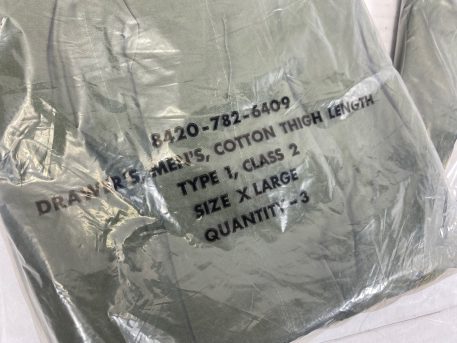 8420-782-6409
DRAWERS, MEN'S, COTTON THIGH LENGTH
TYPE 1, CLASS 2
SIZE X LARGE
QUANTITY-3